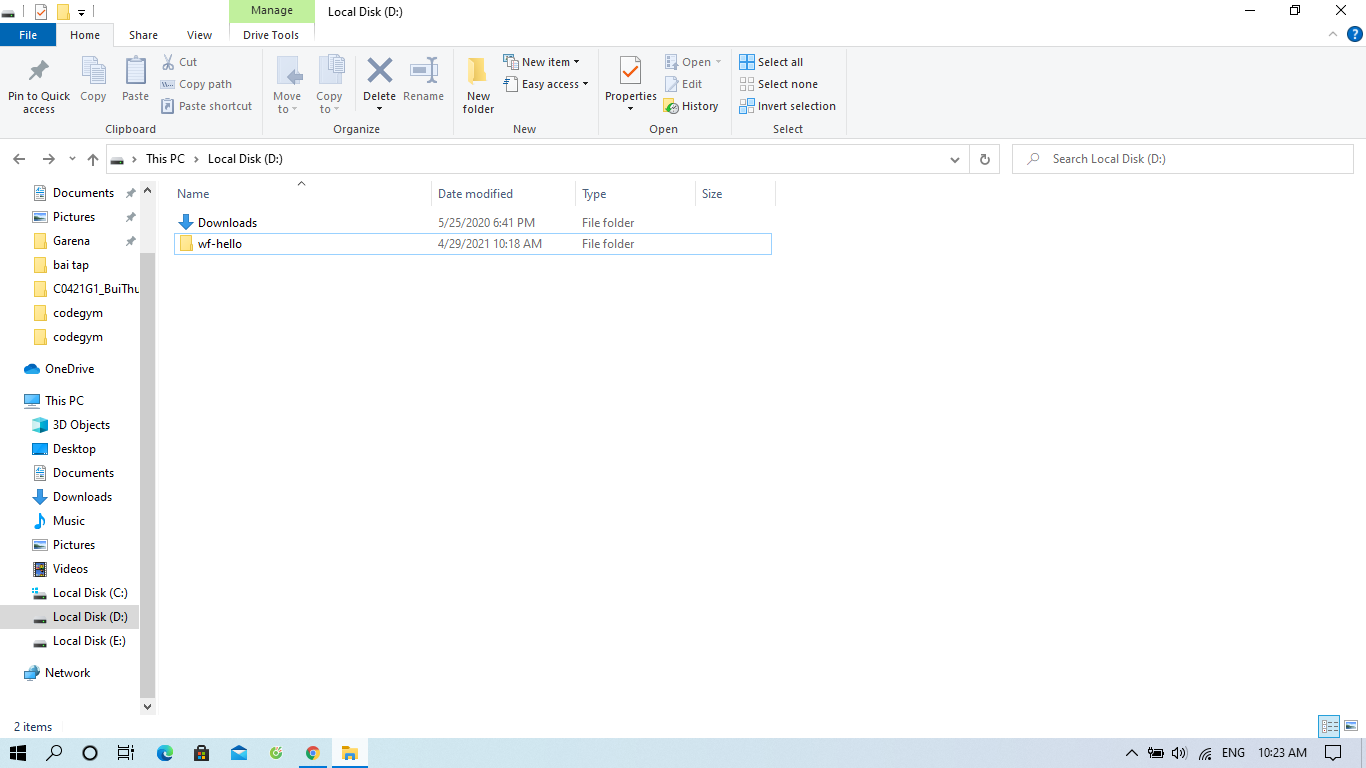 Manage
Local Disk (D:)
File
Home
Share
View
Drive Tools
Pin to Quick access
Copy
Paste
Cut
Copy path
Paste shortcut
Clipboard
Move to
Copy to
Delete
Rename
Organize
New folder
New item
Easy access
New
Properties
Open
Edit
History
Open
Select all
Select none
Invert selection
Select
This PC
Local Disk (D:)
Search Local Disk (D:)
Name
Date modified
Type
Size
Downloads 5/25/2020 6:41 PM File folder
wf-hello 4/29/2021 10:18 AM File folder
Documents
Pictures
Garena
bai tap
C0421G1_BuiThu
codegym
codegym
OneDrive
This PC
3D Objects
Desktop
Documents
Downloads
Music
Pictures
Videos
Local Disk (C:)
Local Disk (D:)
Local Disk (E:)
Network
2 items
ENG
10:23 AM